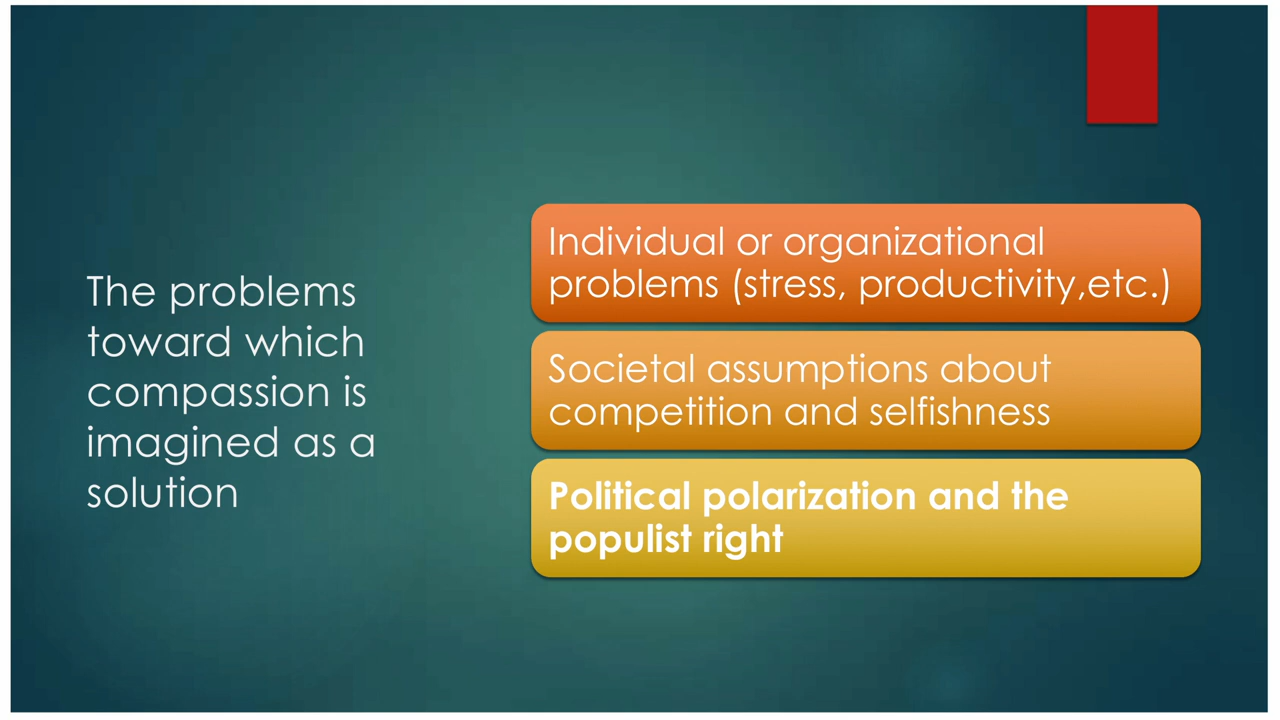 The problems
toward which
compassion is
imagined as a
solution
Individual or organizational
problems (stress, productivity,etc.)
Societal assumptions about
competition and selfishness
Political polarization and the
populist right